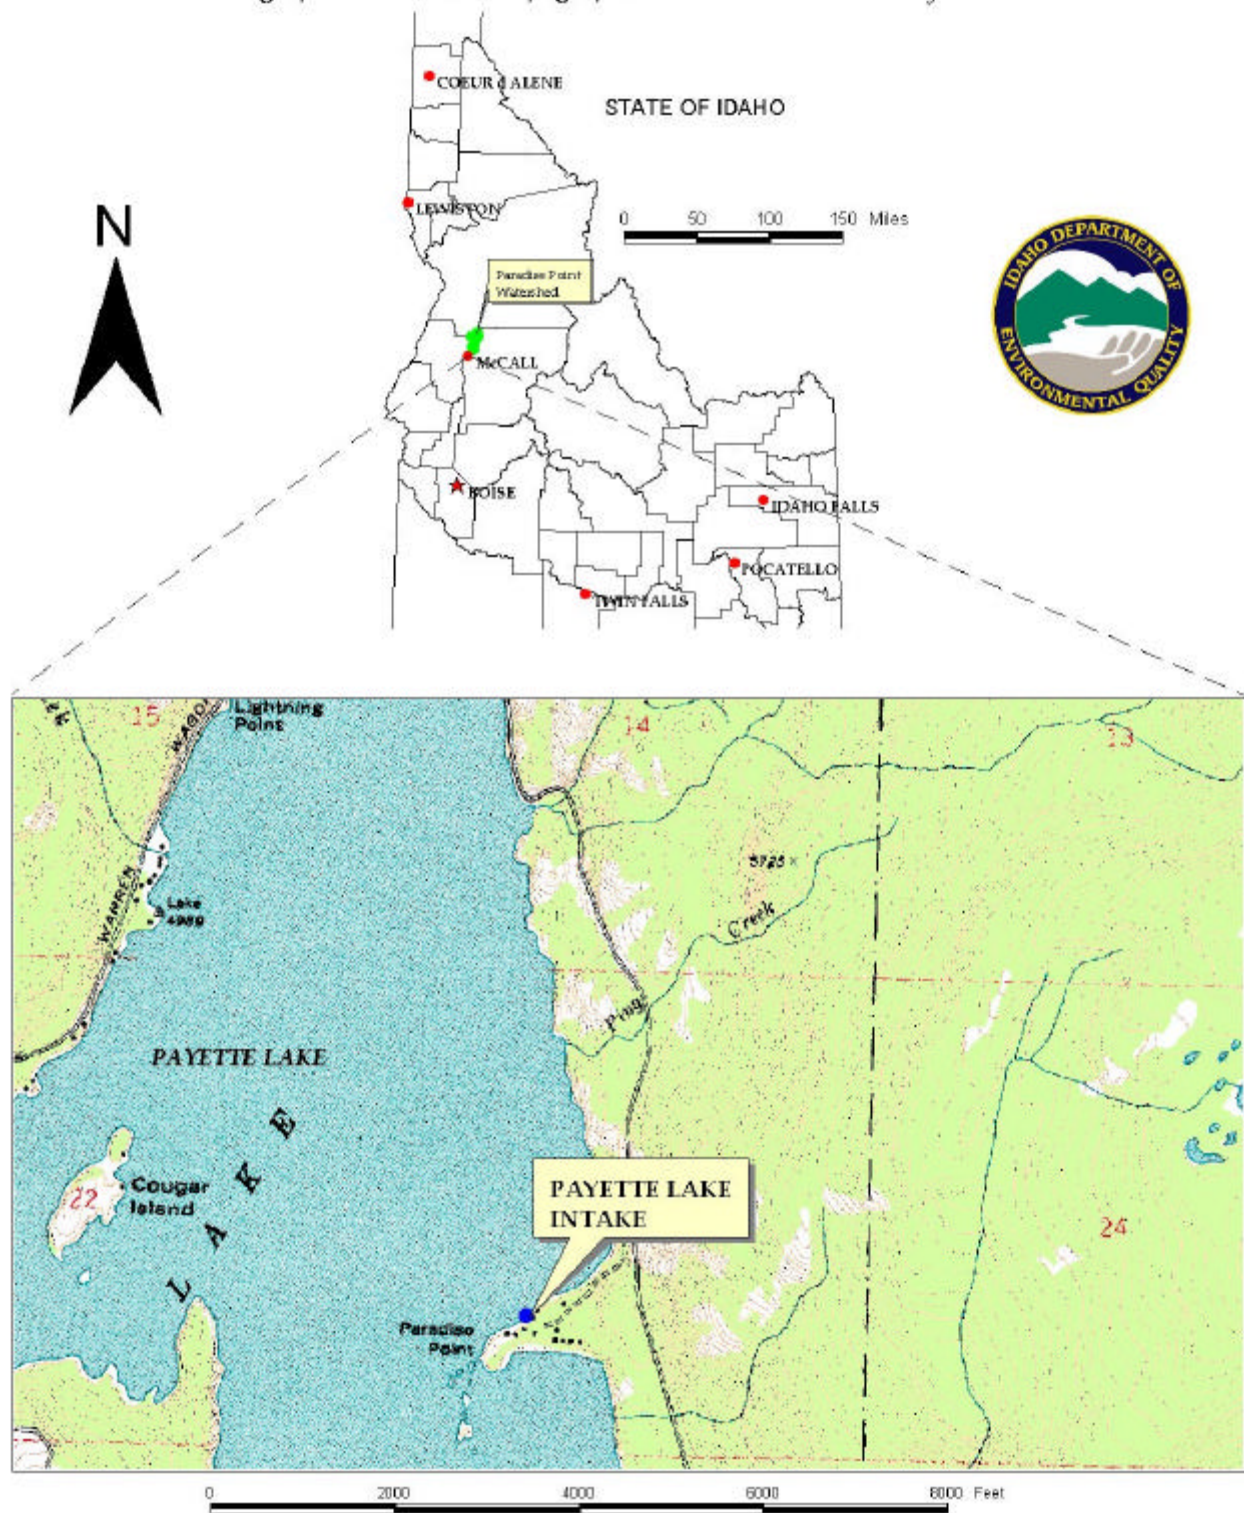 COEUR d ALENE
STATE OF IDAHO
N
LEWISTON
0 50 100 150 Miles
IDAHO DEPARTMENT OF
ENVIRONMENTAL QUALITY
Paradise Point
Watershed
McCALL
BOISE
IDAHO FALLS
POCATELLO
TWIN FALLS
Lightning
Point
15
14
13
WARREN
Lake
4989
5725
Creek
PAYETTE LAKE
LAKE
22
Cougar
Island
PAYETTE LAKE
INTAKE
24
Paradise
Point
0 2000 4000 6000 8000 Feet